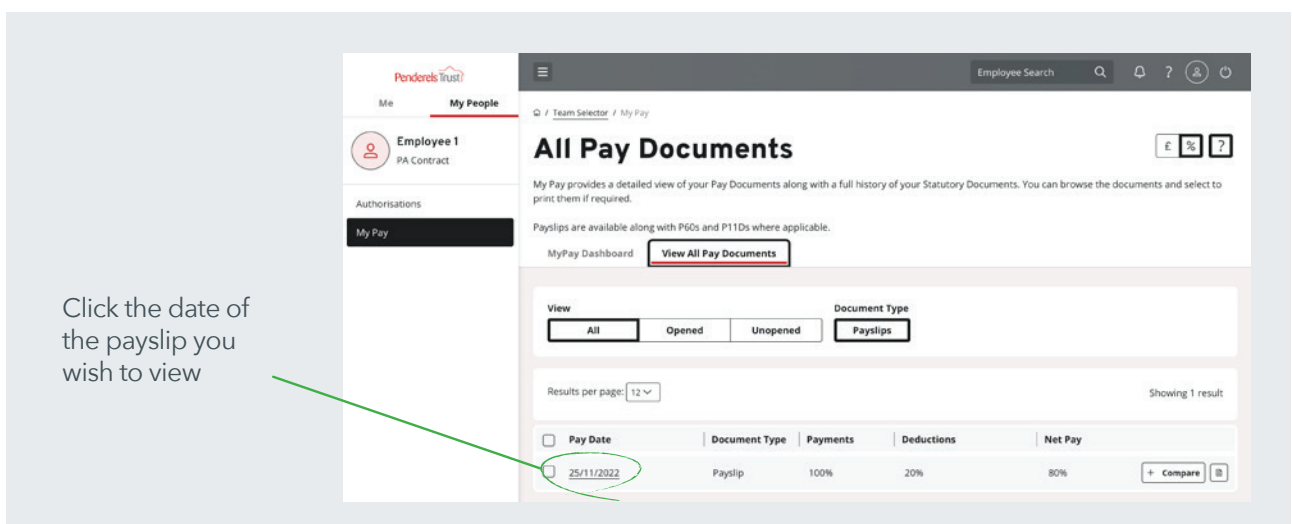 Click the date of
the payslip you
wish to view
Penderels Trust
Me My People
Employee 1
PA Contract
Authorisations
My Pay
Employee Search ?
/ Team Selector / My Pay
All Pay Documents
£ % ?
My Pay provides a detailed view of your Pay Documents along with a full history of your Statutory Documents. You can browse the documents and select to
print them if required.
Payslips are available along with P60s and P11Ds where applicable.
MyPay Dashboard View All Pay Documents
View Document Type
All Opened Unopened Payslips
Results per page: 12 Showing 1 result
Pay Date Document Type Payments Deductions Net Pay
25/11/2022 Payslip 100% 20% 80% + Compare